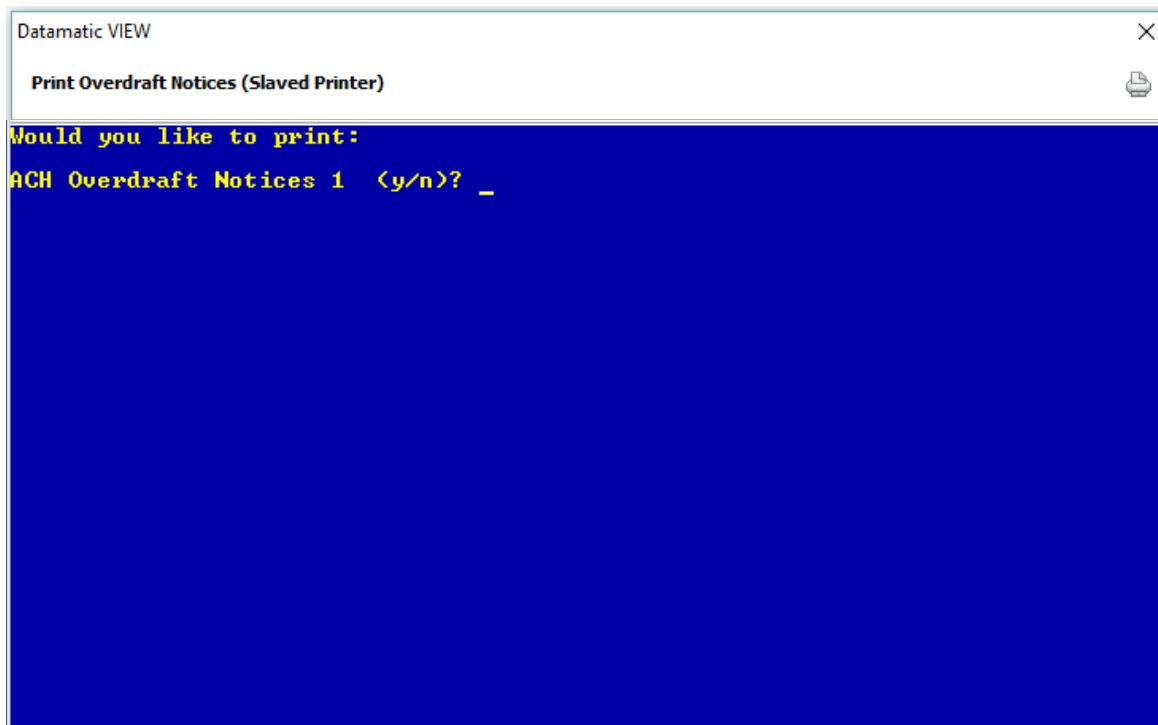 Datamatic VIEW
Print Overdraft Notices (Slaved Printer)
Would you like to print:
ACH Overdraft Notices 1  (y/n)? _